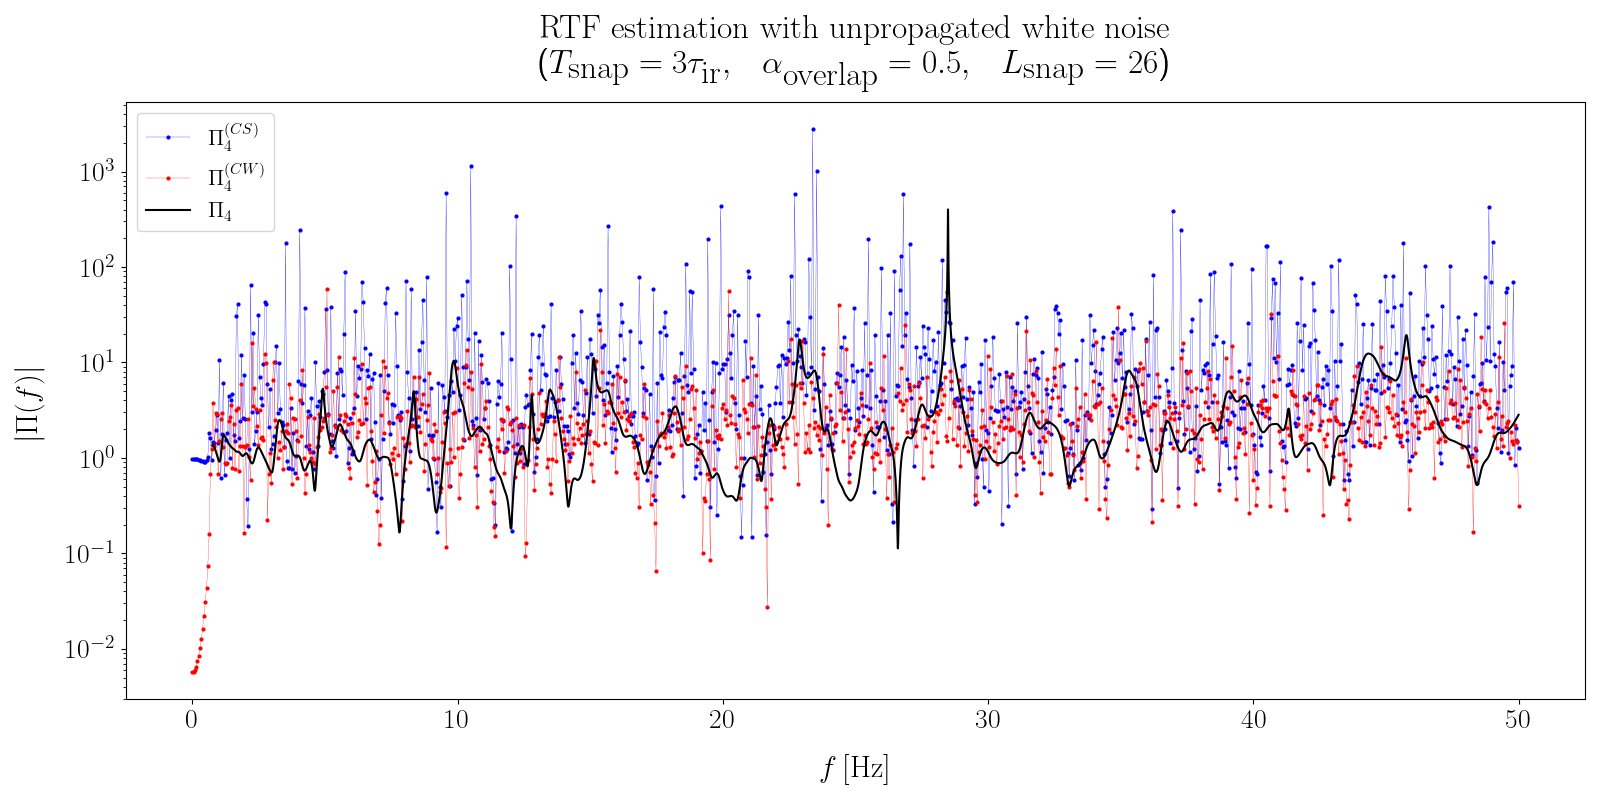 RTF estimation with unpropagated white noise
(T_snap = 3τ_ir, α_overlap = 0.5, L_snap = 26)
Π_4^(CS)
Π_4^(CW)
Π_4
|Π(f)|
10^3
10^2
10^1
10^0
10^−1
10^−2
0 10 20 30 40 50
f [Hz]